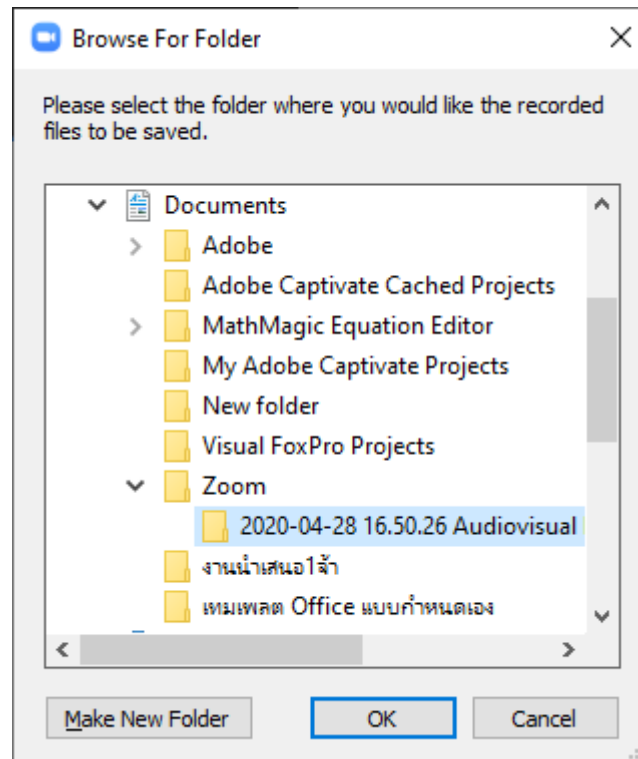 Browse For Folder
Please select the folder where you would like the recorded
files to be saved.
Documents
Adobe
Adobe Captivate Cached Projects
MathMagic Equation Editor
My Adobe Captivate Projects
New folder
Visual FoxPro Projects
Zoom
2020-04-28 16.50.26 Audiovisual
งานนำเสนอ1จ้า
เทมเพลต Office แบบกำหนดเอง
Make New Folder
OK
Cancel